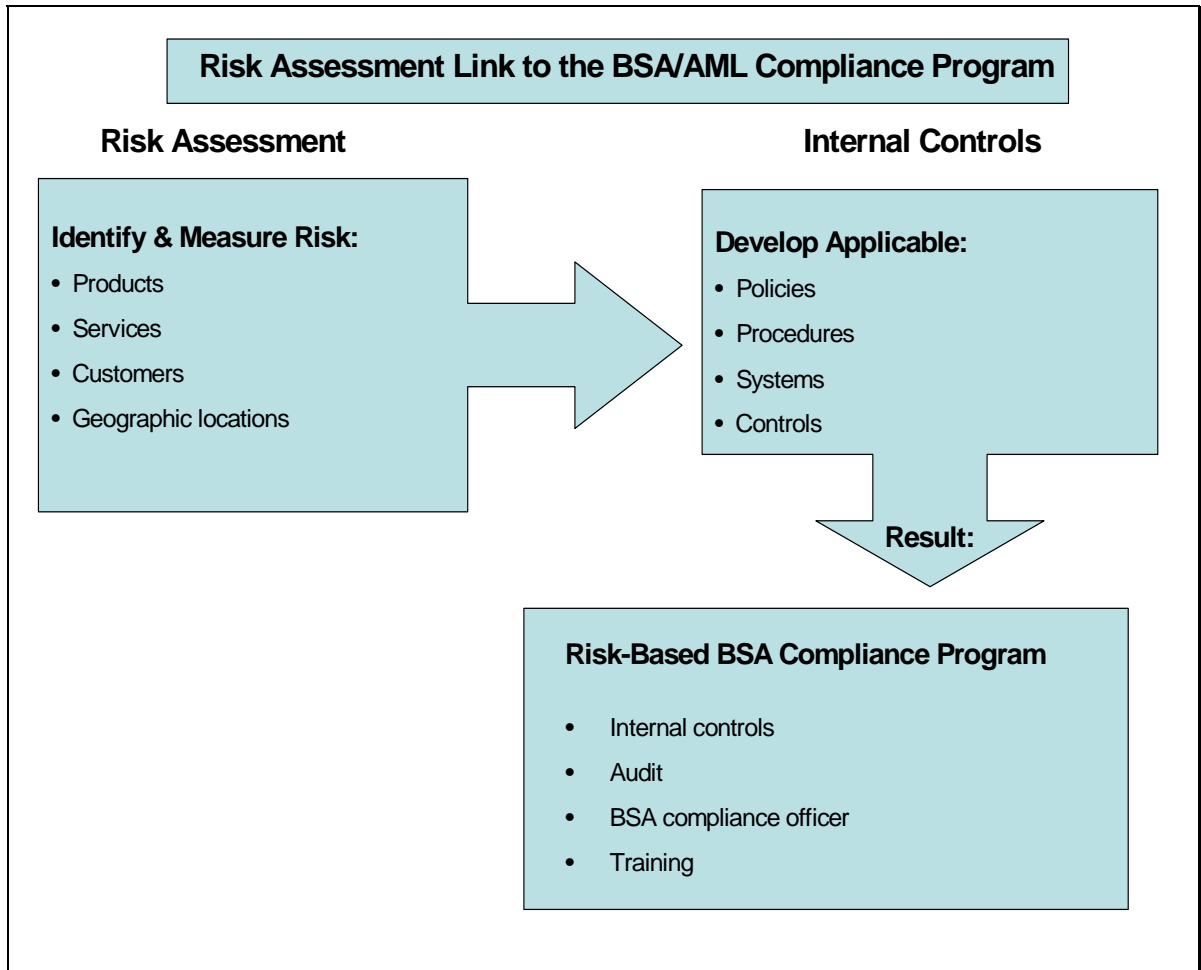 Risk Assessment Link to the BSA/AML Compliance Program
Risk Assessment
Identify & Measure Risk:
• Products
• Services
• Customers
• Geographic locations
Internal Controls
Develop Applicable:
• Policies
• Procedures
• Systems
• Controls
Result:
Risk-Based BSA Compliance Program
• Internal controls
• Audit
• BSA compliance officer
• Training